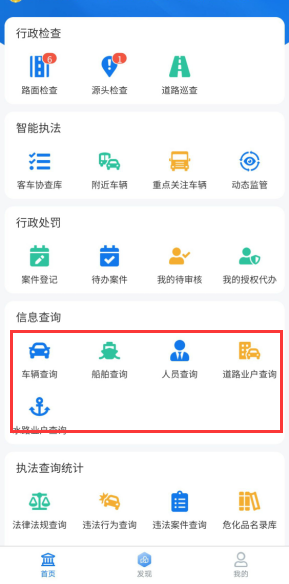 行政检查
6 1
路面检查 源头检查 道路巡查
智能执法
客车协查库 附近车辆 重点关注车辆 动态监管
行政处罚
案件登记 待办案件 我的待审核 我的授权代办
信息查询
车辆查询 船舶查询 人员查询 道路业户查询
水路业户查询
执法查询统计
法律法规查询 违法行为查询 违法案件查询 危化品名录库
首页 发现 我的